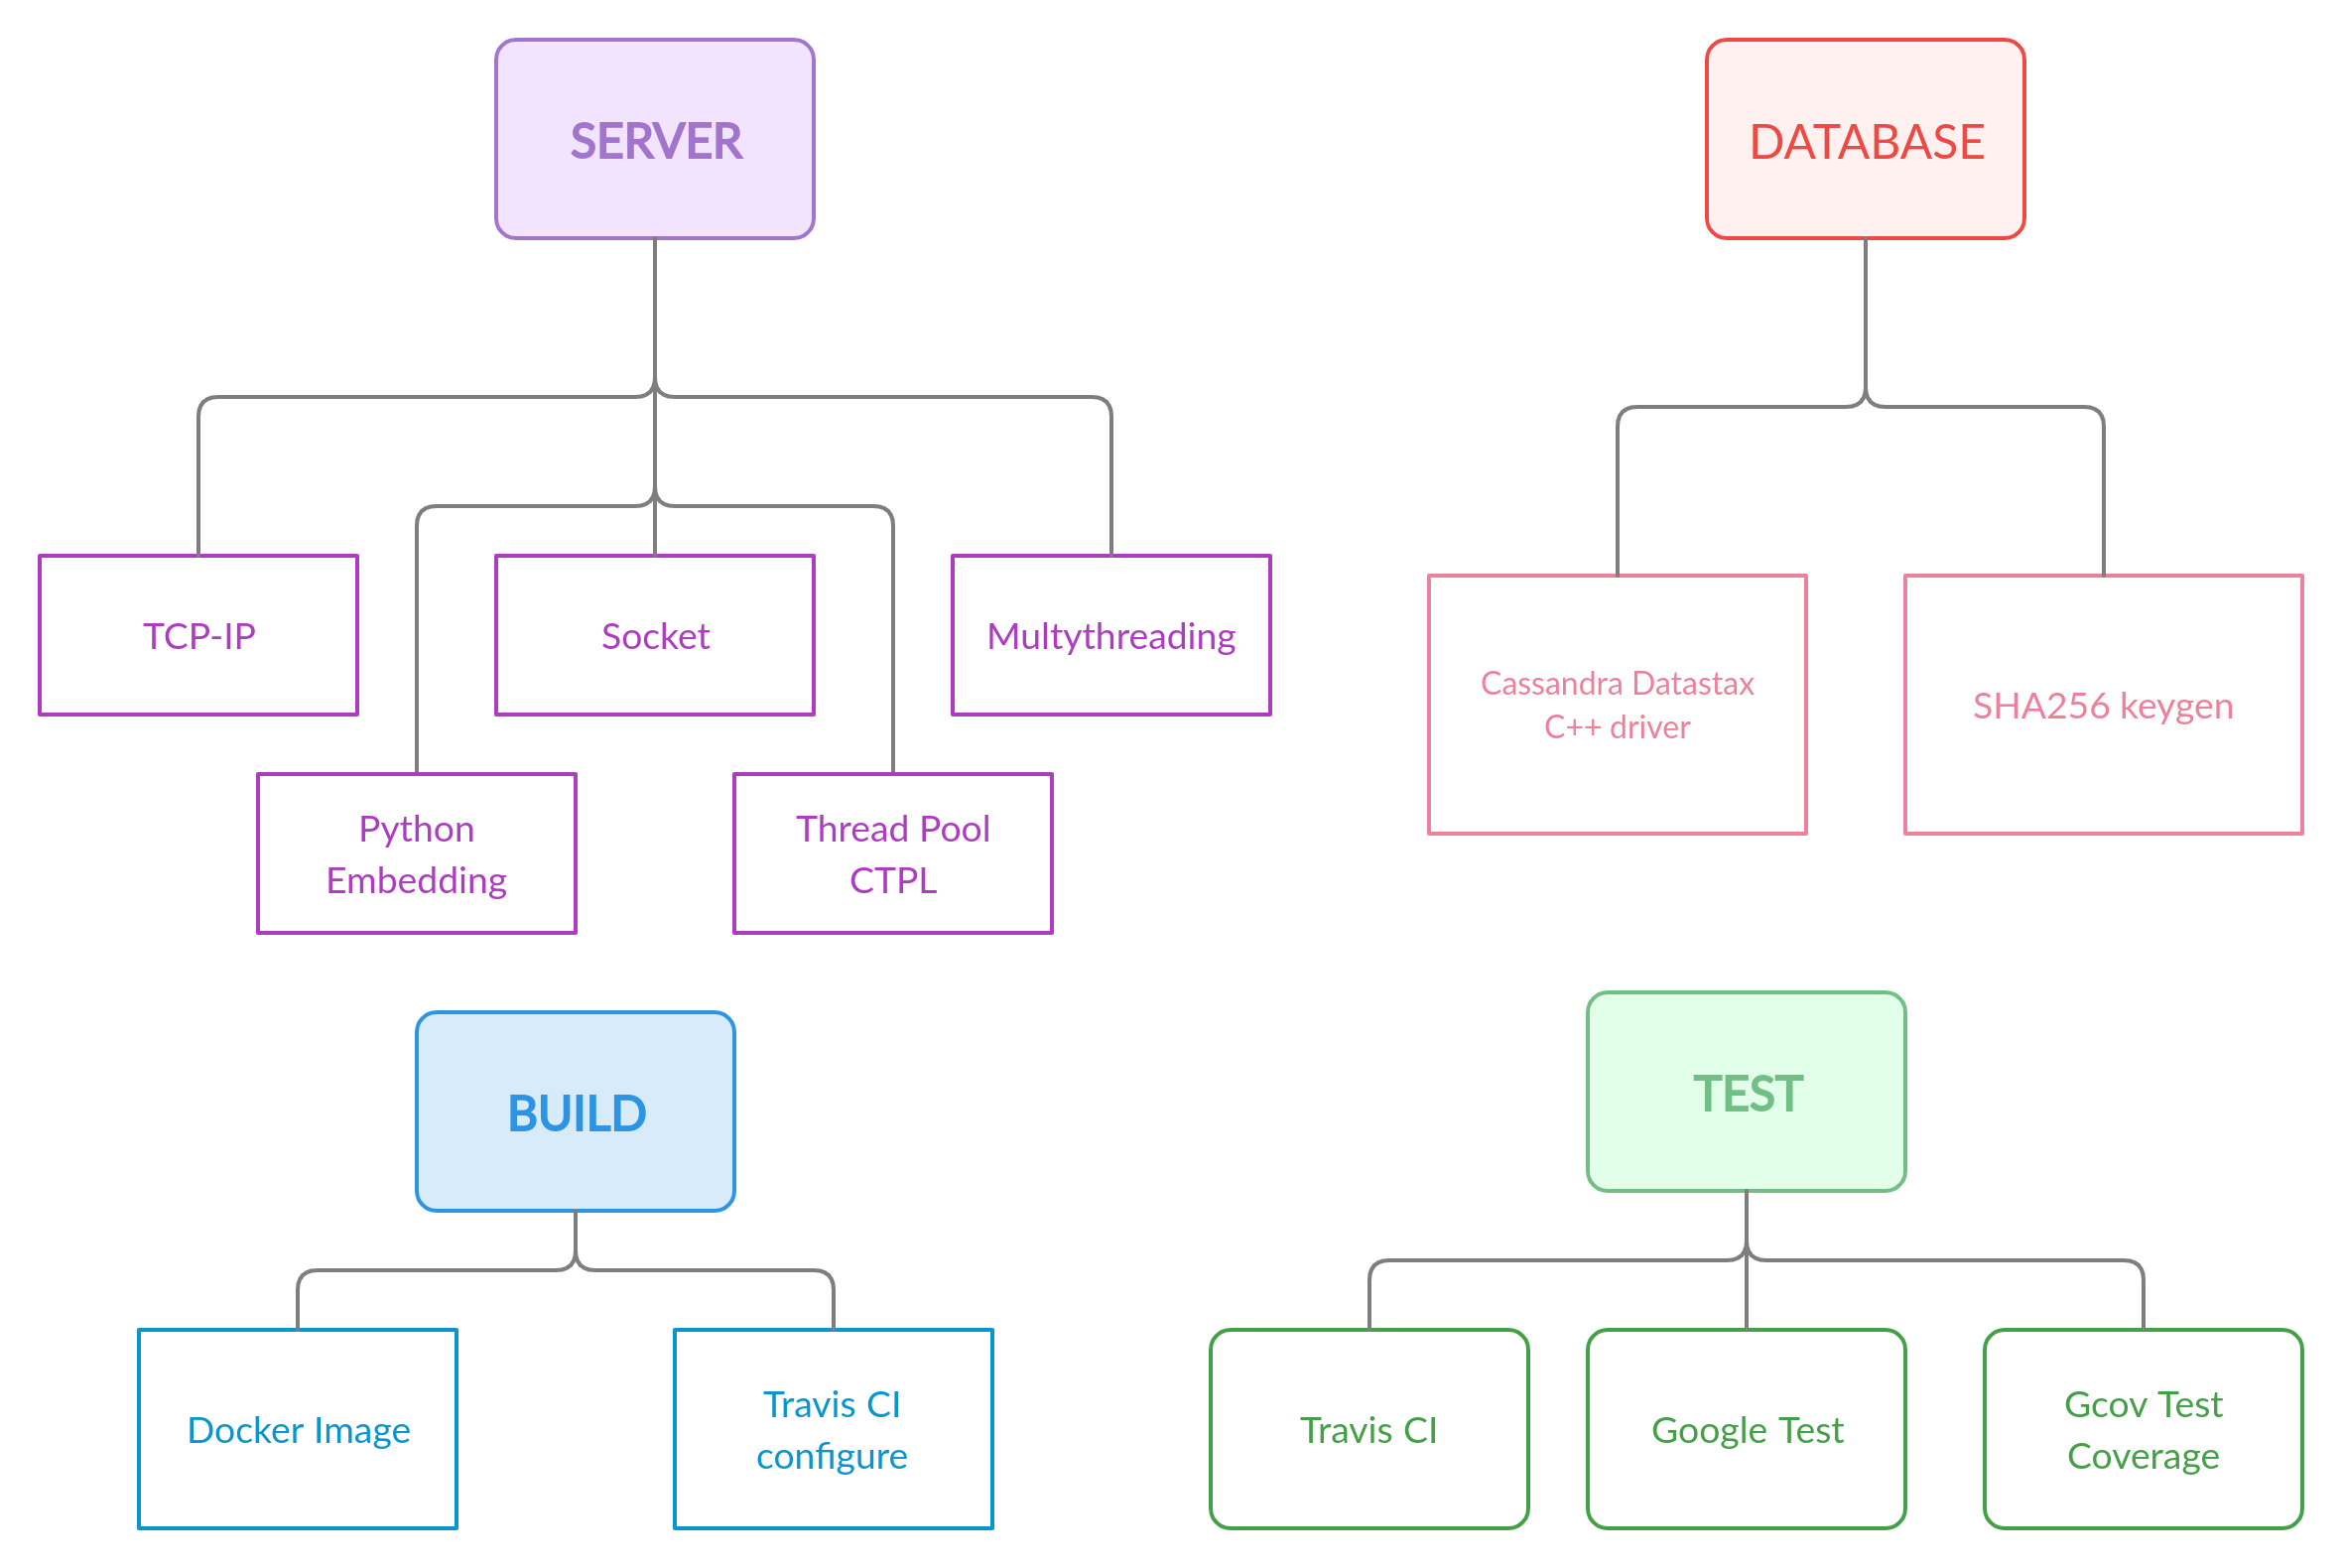 SERVER
DATABASE
TCP-IP
Socket
Multythreading
Cassandra Datastax
C++ driver
SHA256 keygen
Python
Embedding
Thread Pool
CTPL
BUILD
TEST
Docker Image
Travis CI
configure
Travis CI
Google Test
Gcov Test
Coverage